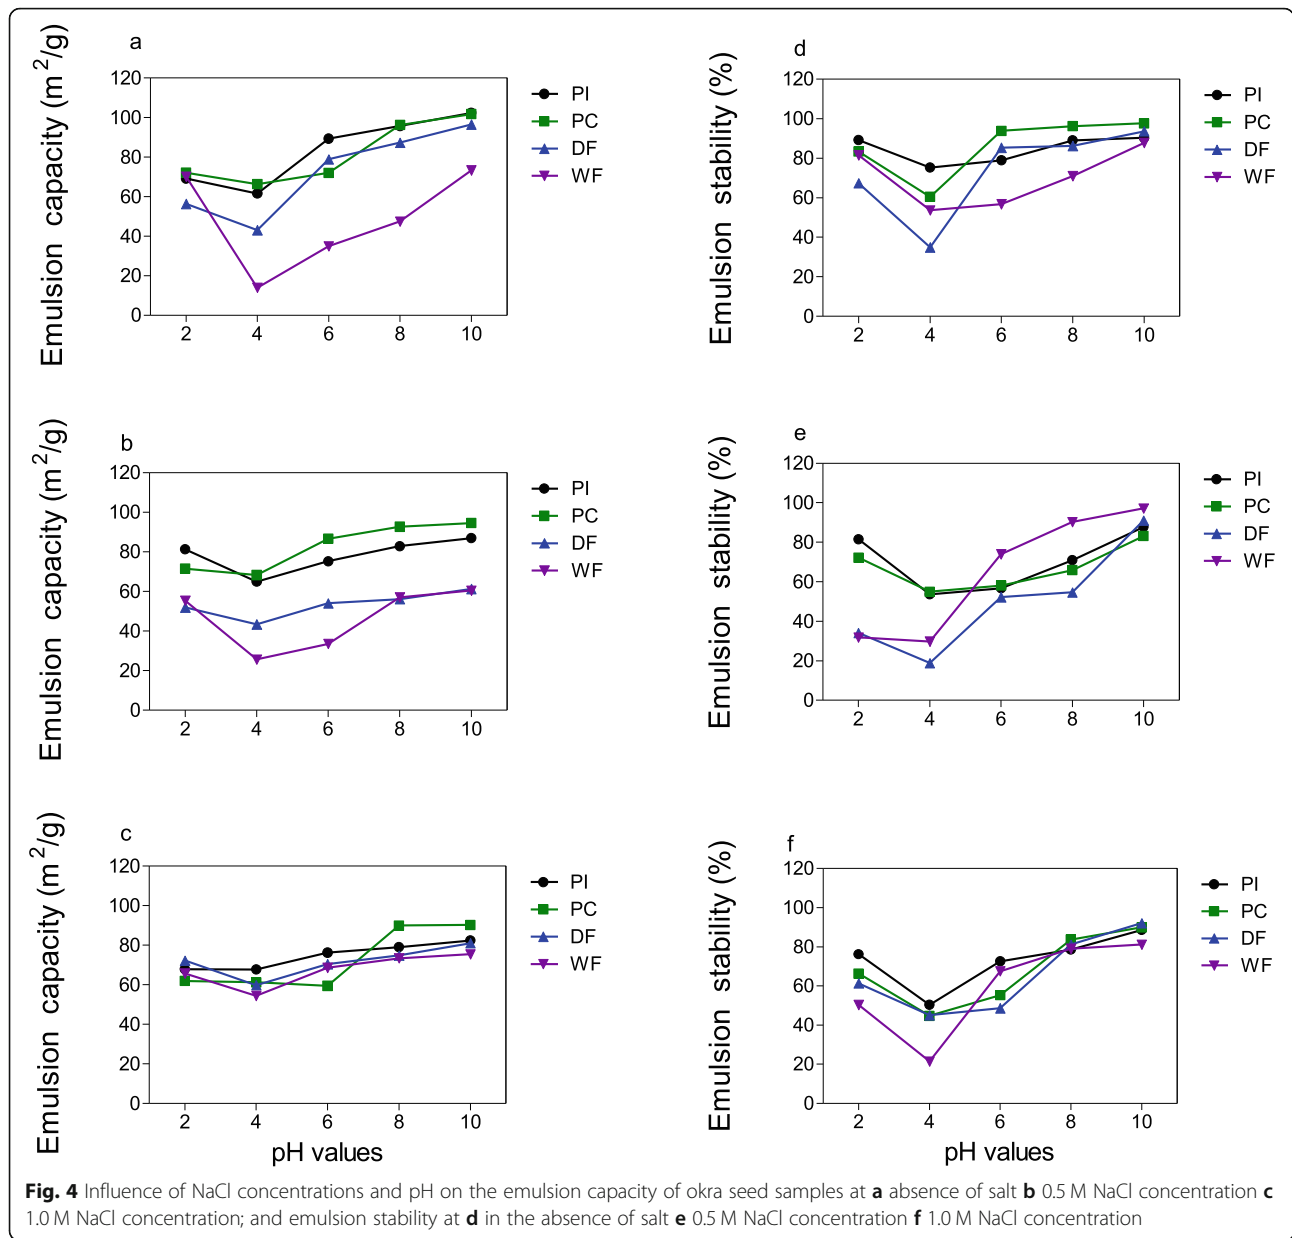 a
Emulsion capacity (m²/g)
120
100
80
60
40
20
0
2 4 6 8 10
PI
PC
DF
WF
d
Emulsion stability (%)
120
100
80
60
40
20
0
2 4 6 8 10
PI
PC
DF
WF
b
Emulsion capacity (m²/g)
120
100
80
60
40
20
0
2 4 6 8 10
PI
PC
DF
WF
e
Emulsion stability (%)
120
100
80
60
40
20
0
2 4 6 8 10
PI
PC
DF
WF
c
Emulsion capacity (m²/g)
120
100
80
60
40
20
0
2 4 6 8 10
pH values
PI
PC
DF
WF
f
Emulsion stability (%)
120
100
80
60
40
20
0
2 4 6 8 10
pH values
PI
PC
DF
WF
Fig. 4 Influence of NaCl concentrations and pH on the emulsion capacity of okra seed samples at a absence of salt b 0.5 M NaCl concentration c
1.0 M NaCl concentration; and emulsion stability at d in the absence of salt e 0.5 M NaCl concentration f 1.0 M NaCl concentration